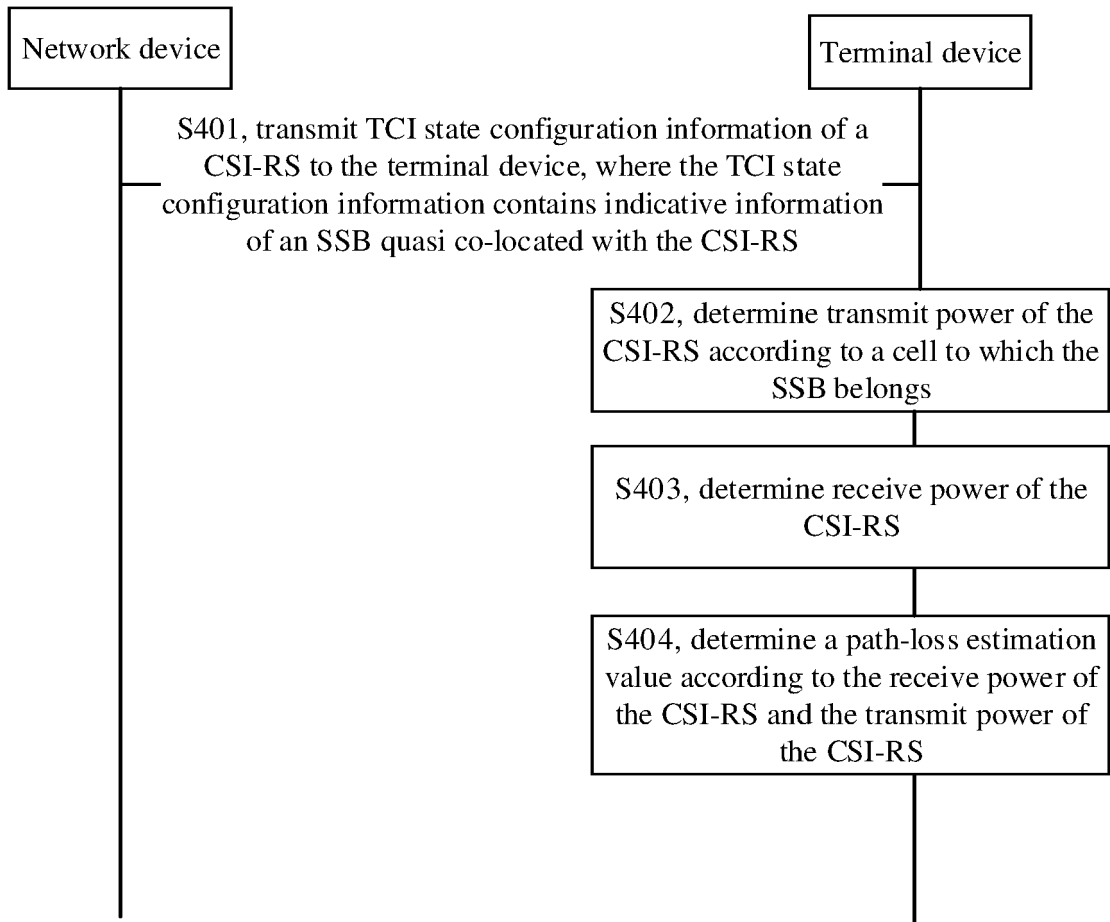 Network device
Terminal device
S401, transmit TCI state configuration information of a
CSI-RS to the terminal device, where the TCI state
configuration information contains indicative information
of an SSB quasi co-located with the CSI-RS
S402, determine transmit power of the
CSI-RS according to a cell to which the
SSB belongs
S403, determine receive power of the
CSI-RS
S404, determine a path-loss estimation
value according to the receive power of
the CSI-RS and the transmit power of
the CSI-RS